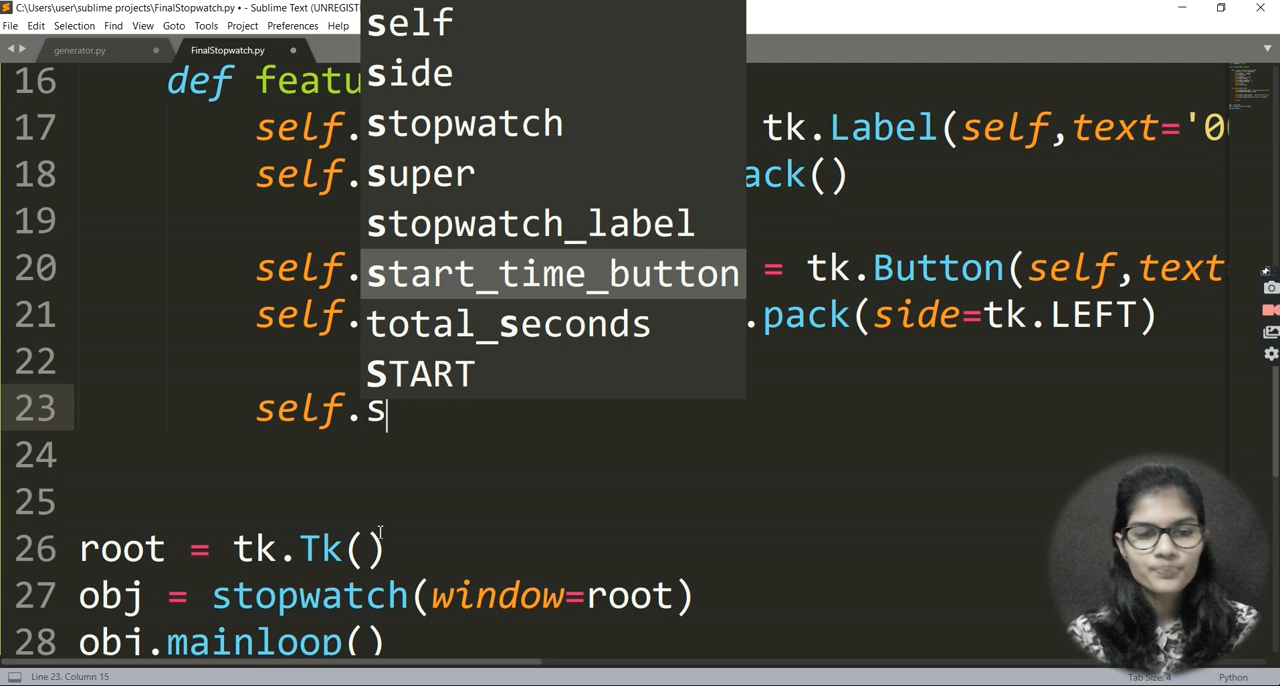 C:\Users\user\sublime projects\FinalStopwatch.py • - Sublime Text (UNREGIST
File Edit Selection Find View Goto Tools Project Preferences Help
generator.py FinalStopwatch.py
self
side
stopwatch
super
stopwatch_label
start_time_button
total_seconds
START
16 def featu
17 self. tk.Label(self,text='0
18 self. ack()
19
20 self. = tk.Button(self,text
21 self. .pack(side=tk.LEFT)
22
23 self.s
24
25
26 root = tk.Tk()
27 obj = stopwatch(window=root)
28 obj.mainloop()
Line 23, Column 15 Tab Size: 4 Python